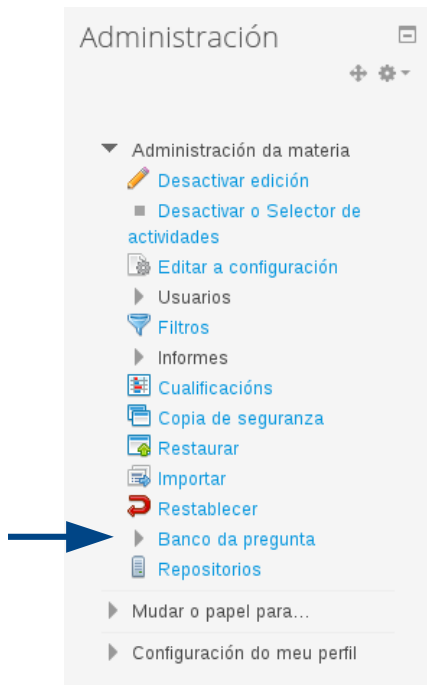 Administración
Administración da materia
Desactivar edición
Desactivar o Selector de
actividades
Editar a configuración
Usuarios
Filtros
Informes
Cualificacións
Copia de seguranza
Restaurar
Importar
Restablecer
Banco da pregunta
Repositorios
Mudar o papel para...
Configuración do meu perfil